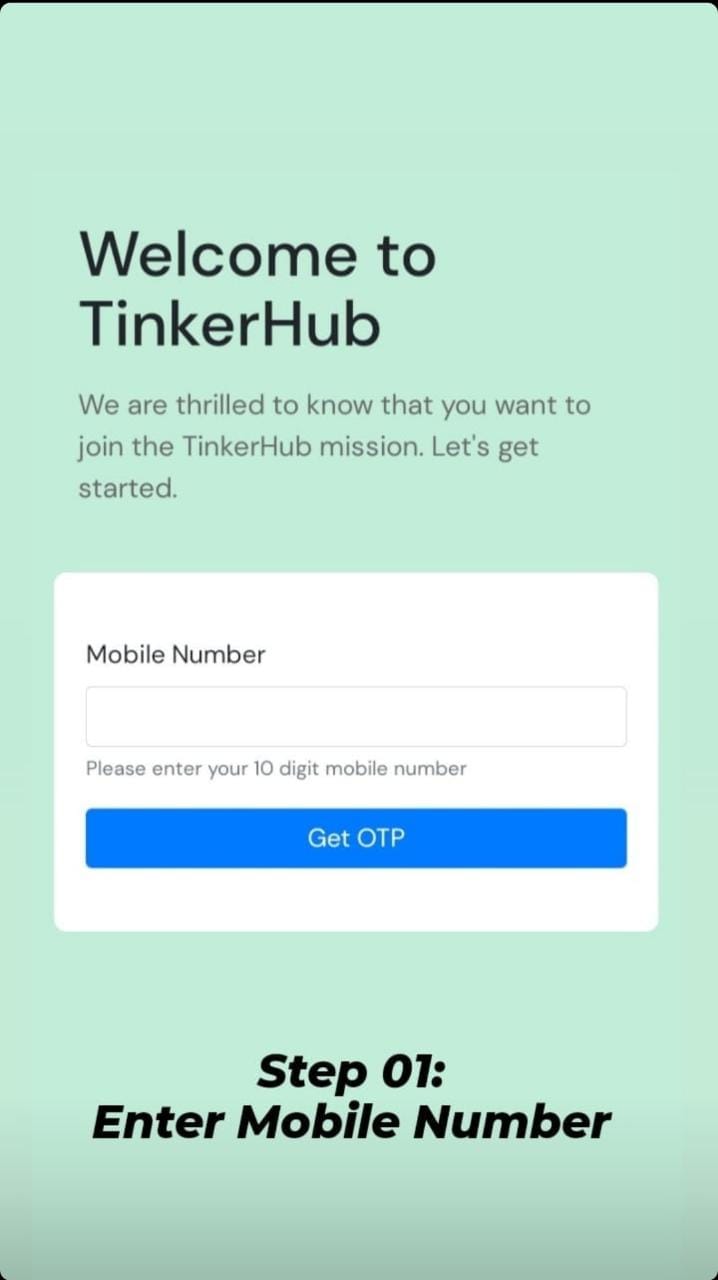 Welcome to
TinkerHub
We are thrilled to know that you want to
join the TinkerHub mission. Let's get
started.
Mobile Number
Please enter your 10 digit mobile number
Get OTP
Step 01:
Enter Mobile Number